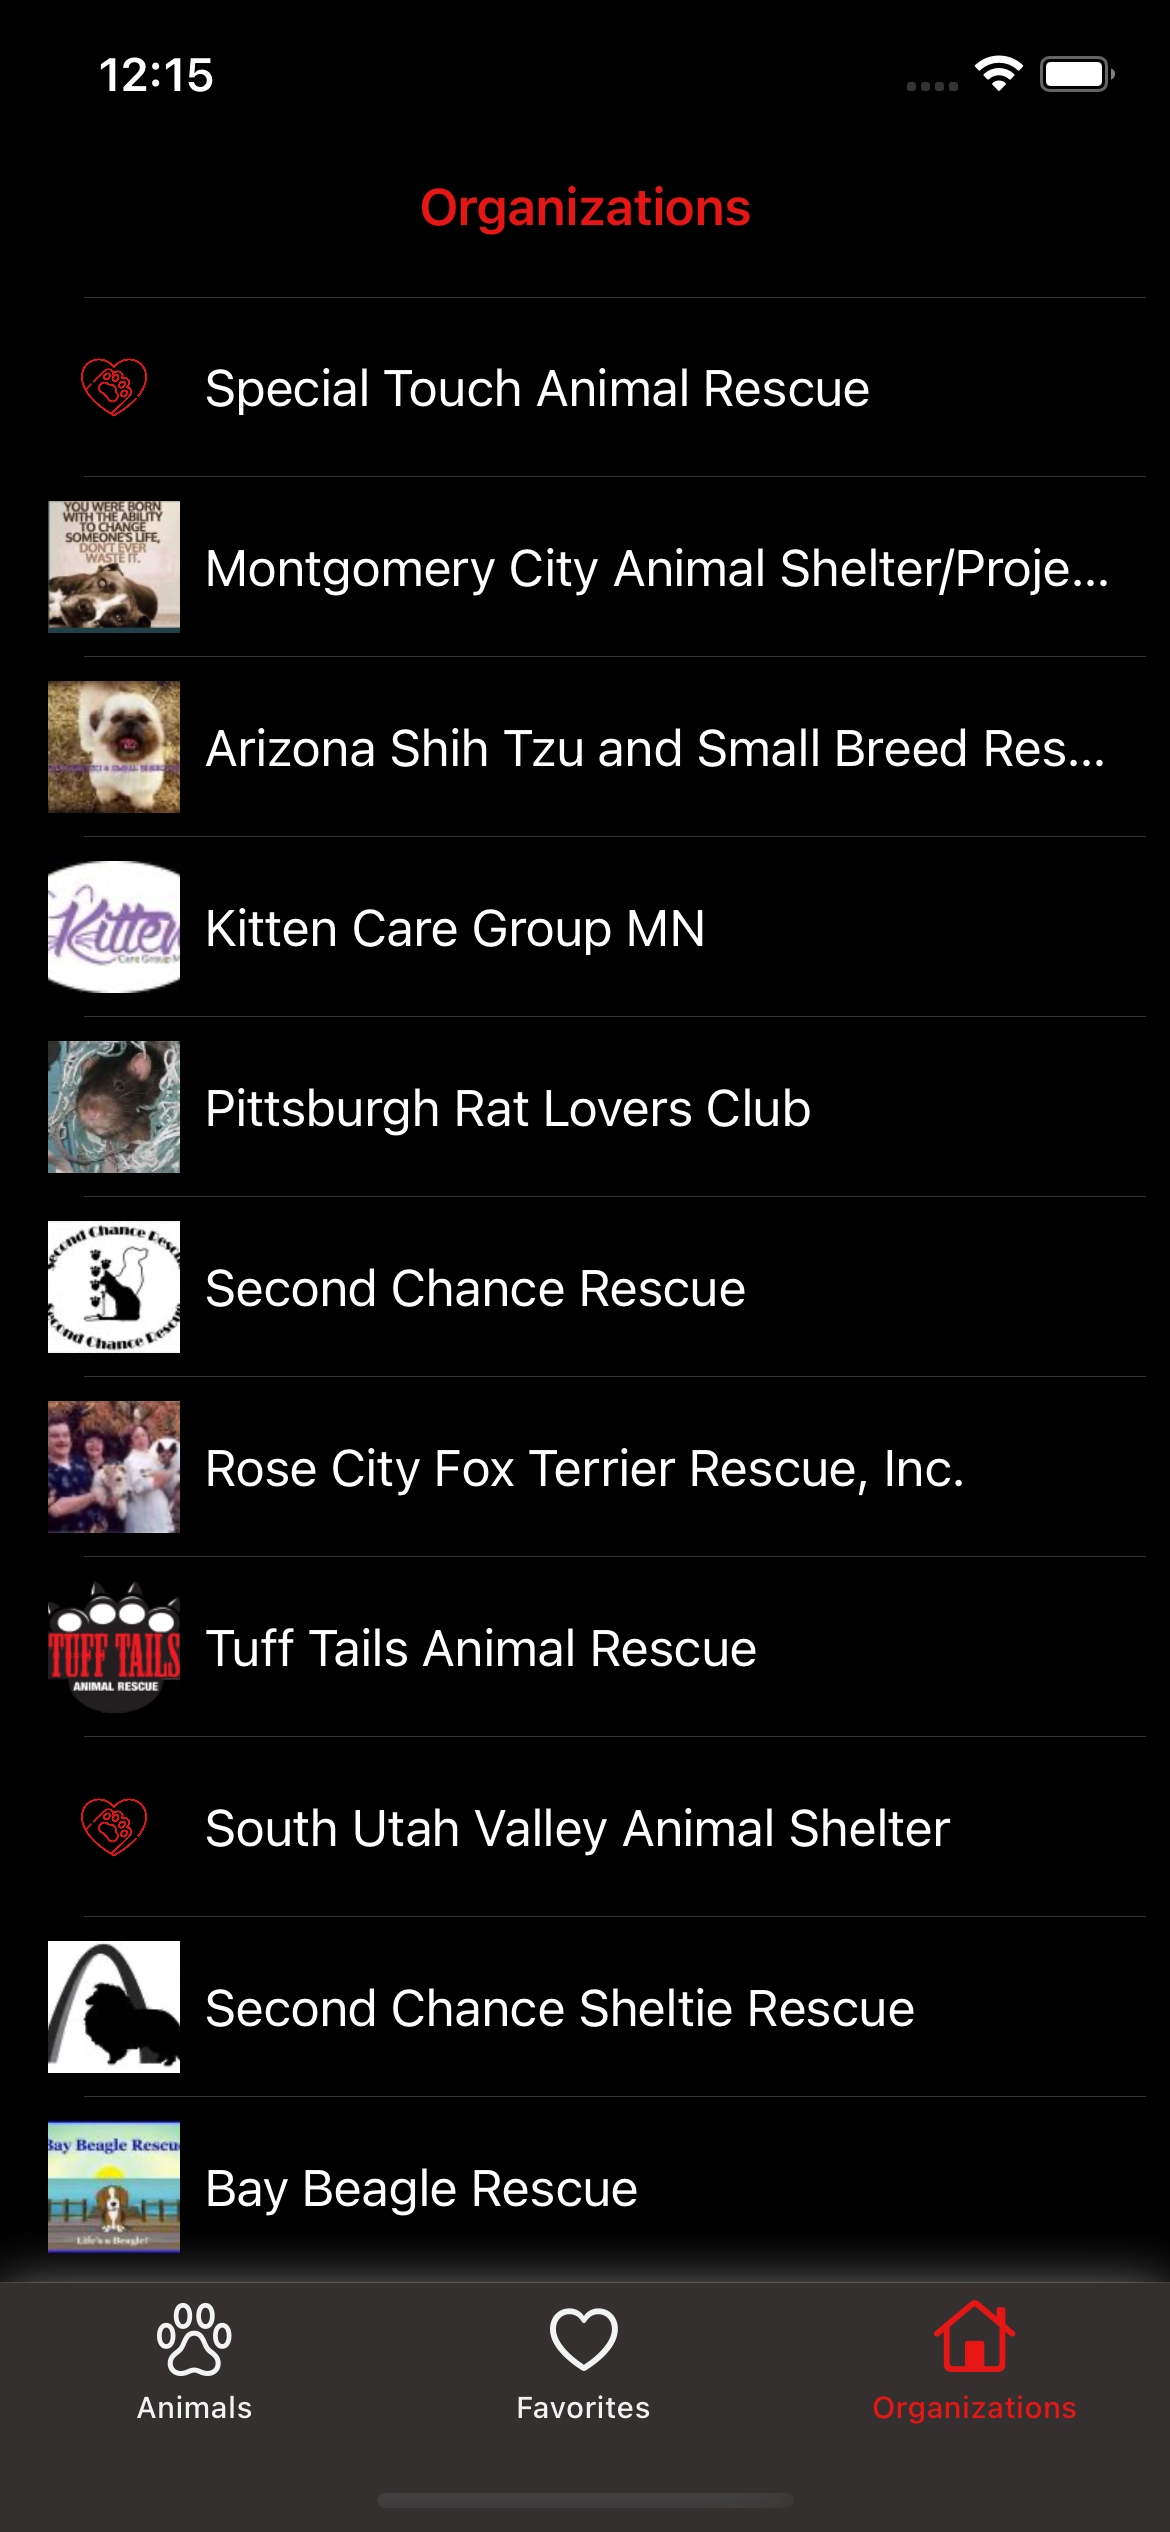 12:15
Organizations
Special Touch Animal Rescue
YOU WERE BORN
WITH THE ABILITY
TO CHANGE
SOMEONE'S LIFE,
DON'T EVER
WASTE IT.
Montgomery City Animal Shelter/Proje...
Arizona Shih Tzu and Small Breed Res...
Kitten
Care Group M
Kitten Care Group MN
Pittsburgh Rat Lovers Club
Second Chance Rescue
Second Chance Rescue
Second Chance Rescue
Rose City Fox Terrier Rescue, Inc.
TUFF TAILS
ANIMAL RESCUE
Tuff Tails Animal Rescue
South Utah Valley Animal Shelter
Second Chance Sheltie Rescue
Bay Beagle Rescu
Life's a Beagle!
Bay Beagle Rescue
Animals
Favorites
Organizations